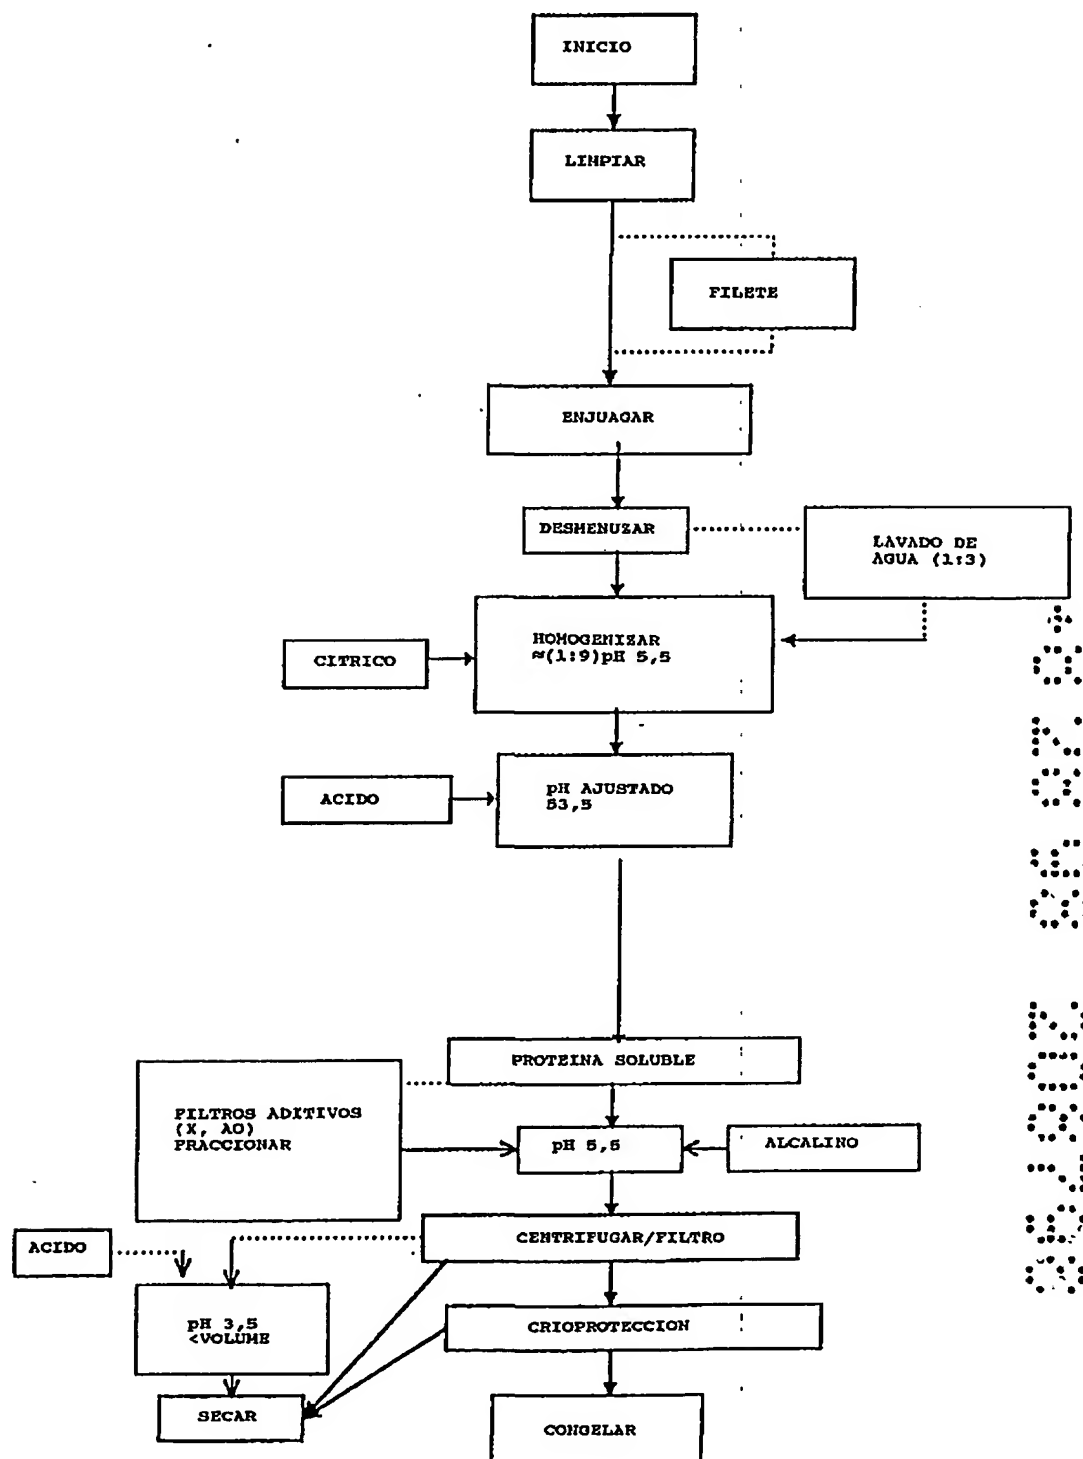 INICIO
LIMPIAR
FILETE
ENJUAGAR
DESMENUZAR
LAVADO DE
AGUA (1:3)
HOMOGENIZAR
≈(1:9)pH 5,5
CITRICO
pH AJUSTADO
53,5
ACIDO
PROTEINA SOLUBLE
FILTROS ADITIVOS
(X, AO)
FRACCIONAR
pH 5,5
ALCALINO
CENTRIFUGAR/FILTRO
ACIDO
pH 3,5
<VOLUME
CRIOPROTECCION
SECAR
CONGELAR